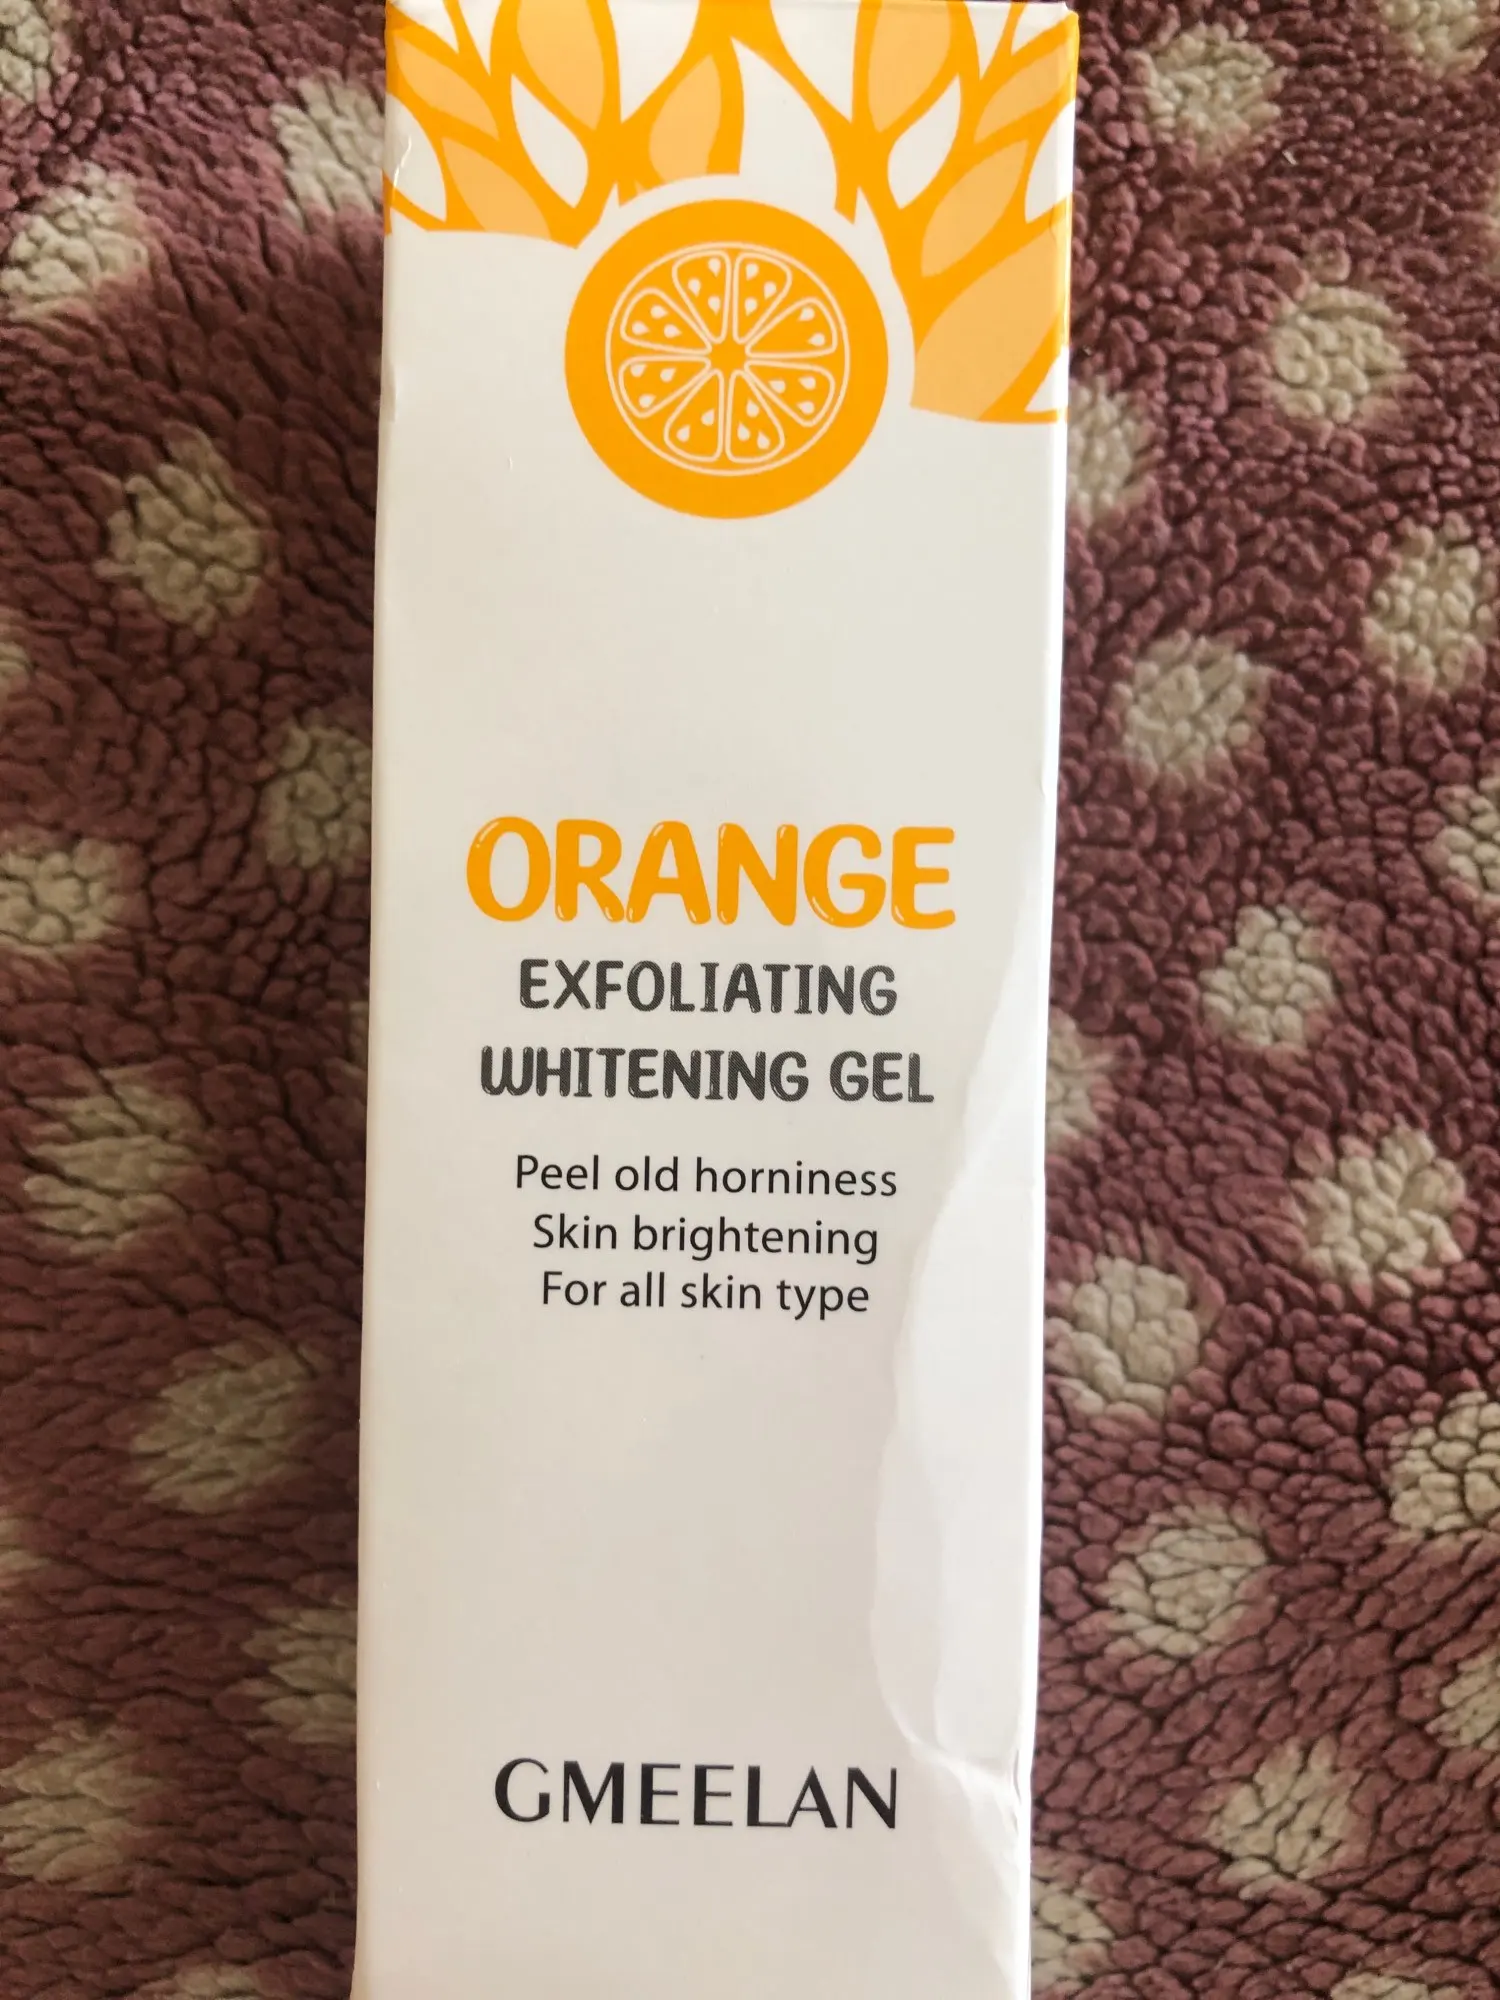 ORANGE
EXFOLIATING
WHITENING GEL
Peel old horniness
Skin brightening
For all skin type
GMEELAN